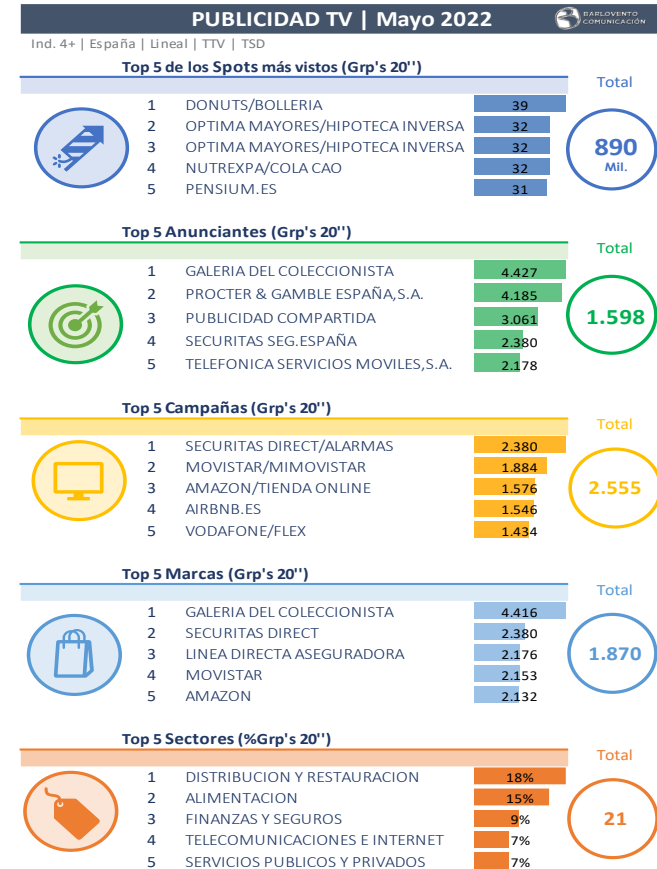 PUBLICIDAD TV | Mayo 2022
BARLOVENTO
COMUNICACIÓN
Ind. 4+ | España | Lineal | TTV | TSD
Top 5 de los Spots más vistos (Grp's 20'')
Total
1 DONUTS/BOLLERIA 39
2 OPTIMA MAYORES/HIPOTECA INVERSA 32
3 OPTIMA MAYORES/HIPOTECA INVERSA 32
4 NUTREXPA/COLA CAO 32
5 PENSIUM.ES 31
890
Mil.
Top 5 Anunciantes (Grp's 20'')
Total
1 GALERIA DEL COLECCIONISTA 4.427
2 PROCTER & GAMBLE ESPAÑA,S.A. 4.185
3 PUBLICIDAD COMPARTIDA 3.061
4 SECURITAS SEG.ESPAÑA 2.380
5 TELEFONICA SERVICIOS MOVILES,S.A. 2.178
1.598
Top 5 Campañas (Grp's 20'')
Total
1 SECURITAS DIRECT/ALARMAS 2.380
2 MOVISTAR/MIMOVISTAR 1.884
3 AMAZON/TIENDA ONLINE 1.576
4 AIRBNB.ES 1.546
5 VODAFONE/FLEX 1.434
2.555
Top 5 Marcas (Grp's 20'')
Total
1 GALERIA DEL COLECCIONISTA 4.416
2 SECURITAS DIRECT 2.380
3 LINEA DIRECTA ASEGURADORA 2.176
4 MOVISTAR 2.153
5 AMAZON 2.132
1.870
Top 5 Sectores (%Grp's 20'')
Total
1 DISTRIBUCION Y RESTAURACION 18%
2 ALIMENTACION 15%
3 FINANZAS Y SEGUROS 9%
4 TELECOMUNICACIONES E INTERNET 7%
5 SERVICIOS PUBLICOS Y PRIVADOS 7%
21